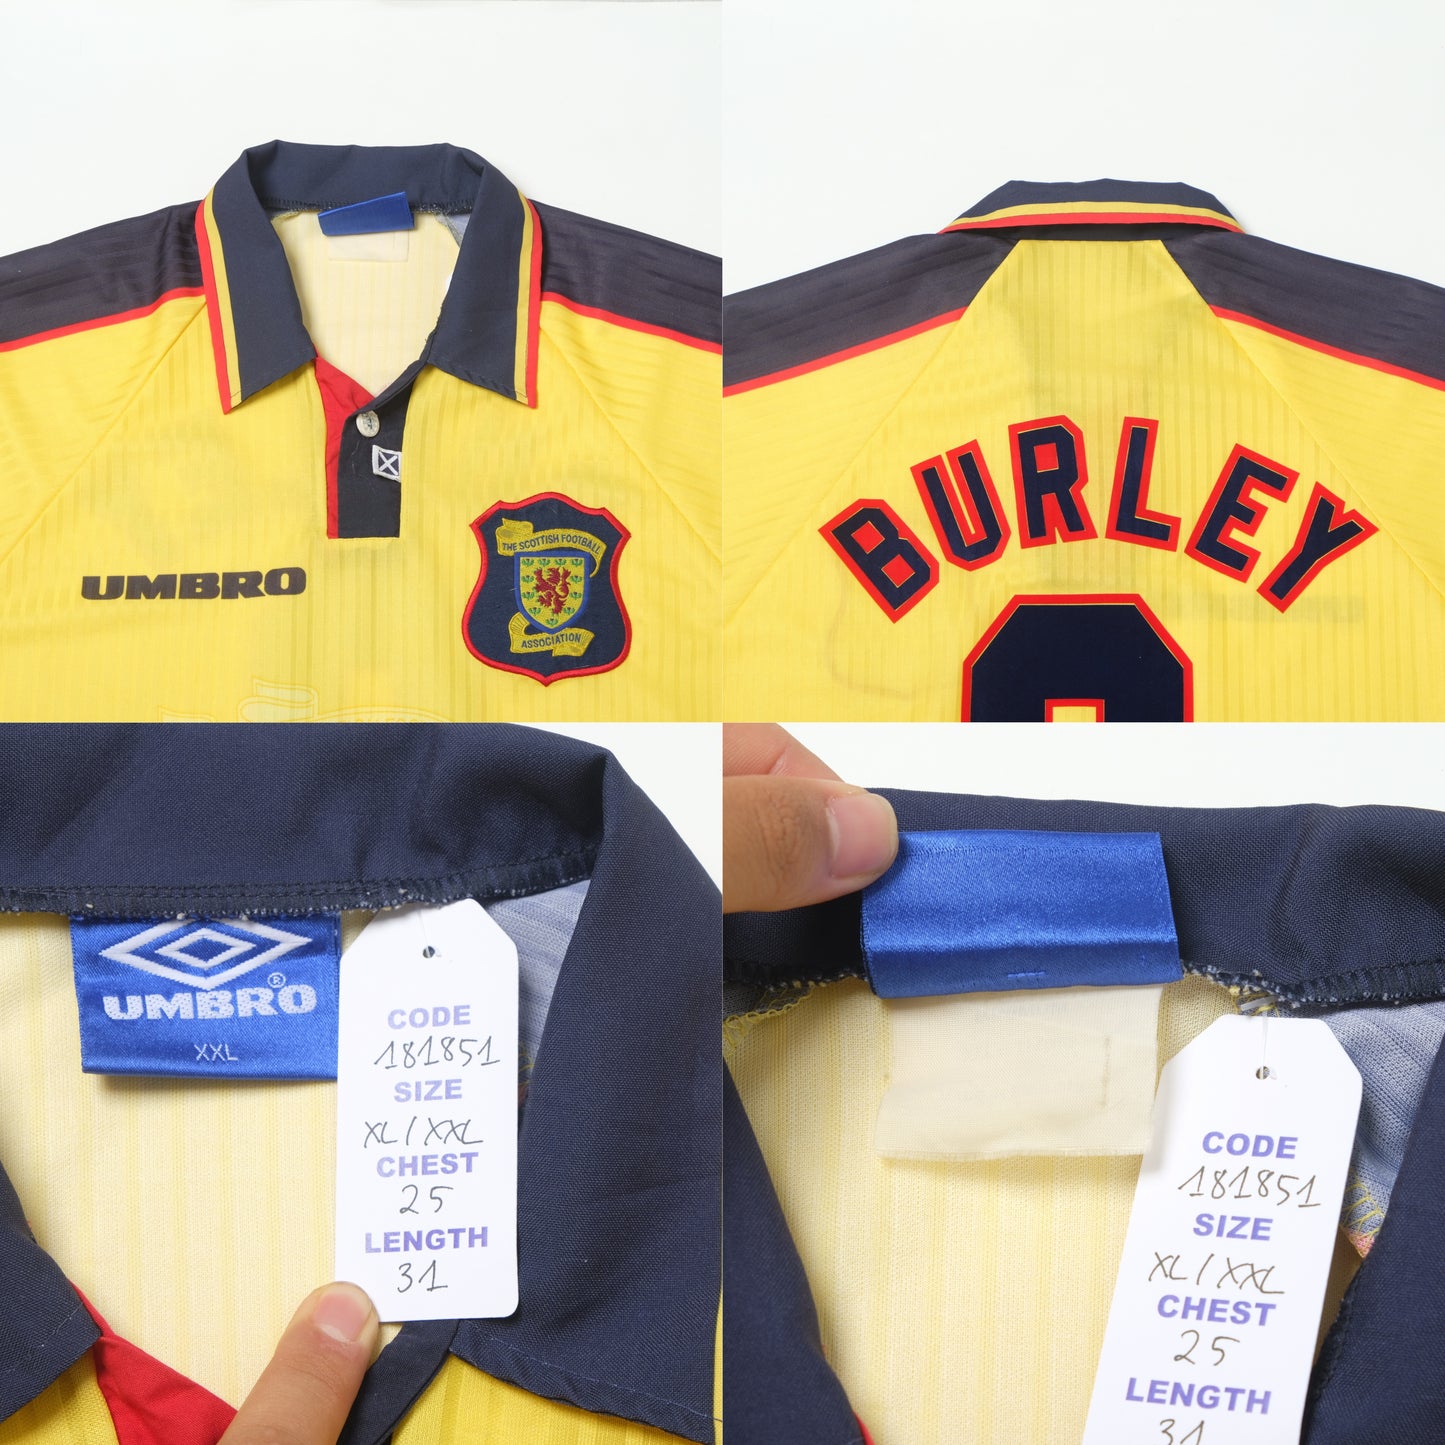 UMBRO
THE SCOTTISH FOOTBALL
ASSOCIATION
BURLEY
UMBRO®
XXL
CODE
181851
SIZE
XL/XXL
CHEST
25
LENGTH
31
CODE
181851
SIZE
XL/XXL
CHEST
25
LENGTH
31